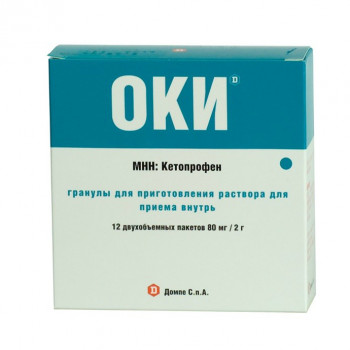 ОКИ
МНН: Кетопрофен
гранулы для приготовления раствора для
приема внутрь
12 двухобъемных пакетов 80 мг / 2 г
Домпе С.п.А.